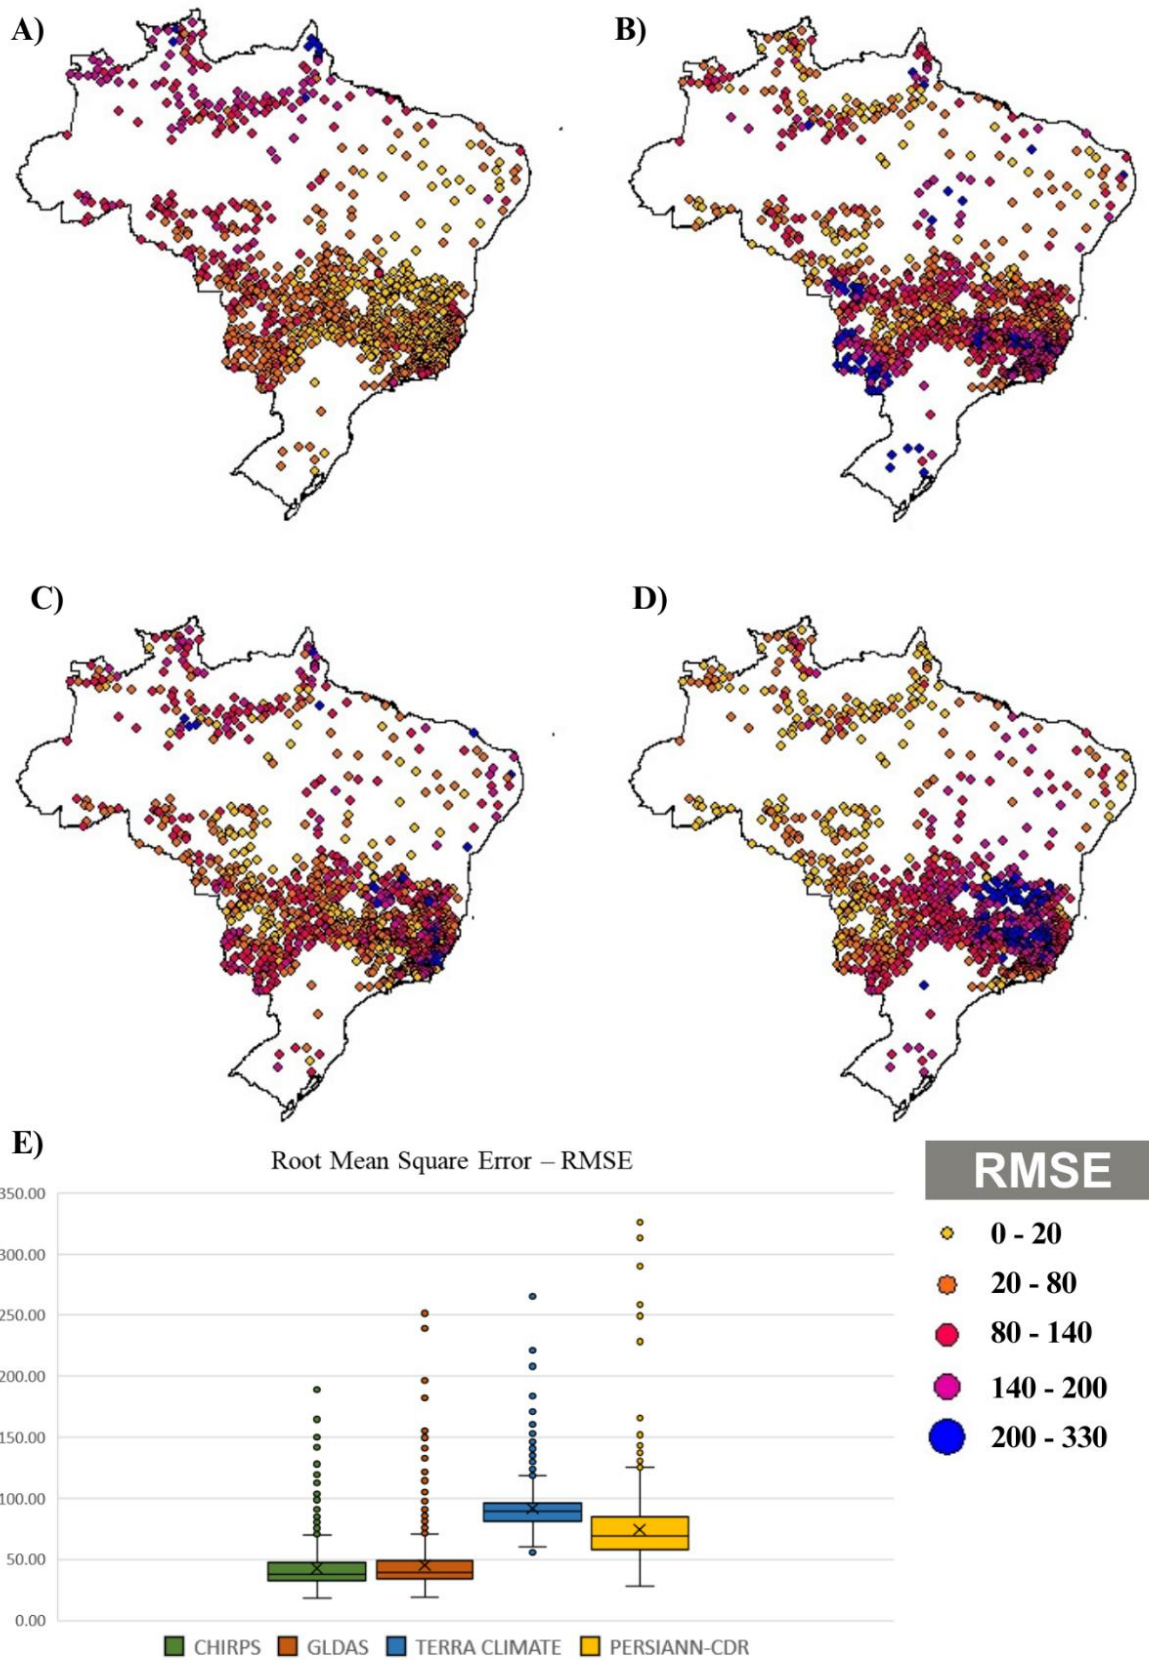 A)
B)
C)
D)
E)
Root Mean Square Error – RMSE
350.00
300.00
250.00
200.00
150.00
100.00
50.00
0.00
CHIRPS GLDAS TERRA CLIMATE PERSIANN-CDR
RMSE
0 - 20
20 - 80
80 - 140
140 - 200
200 - 330